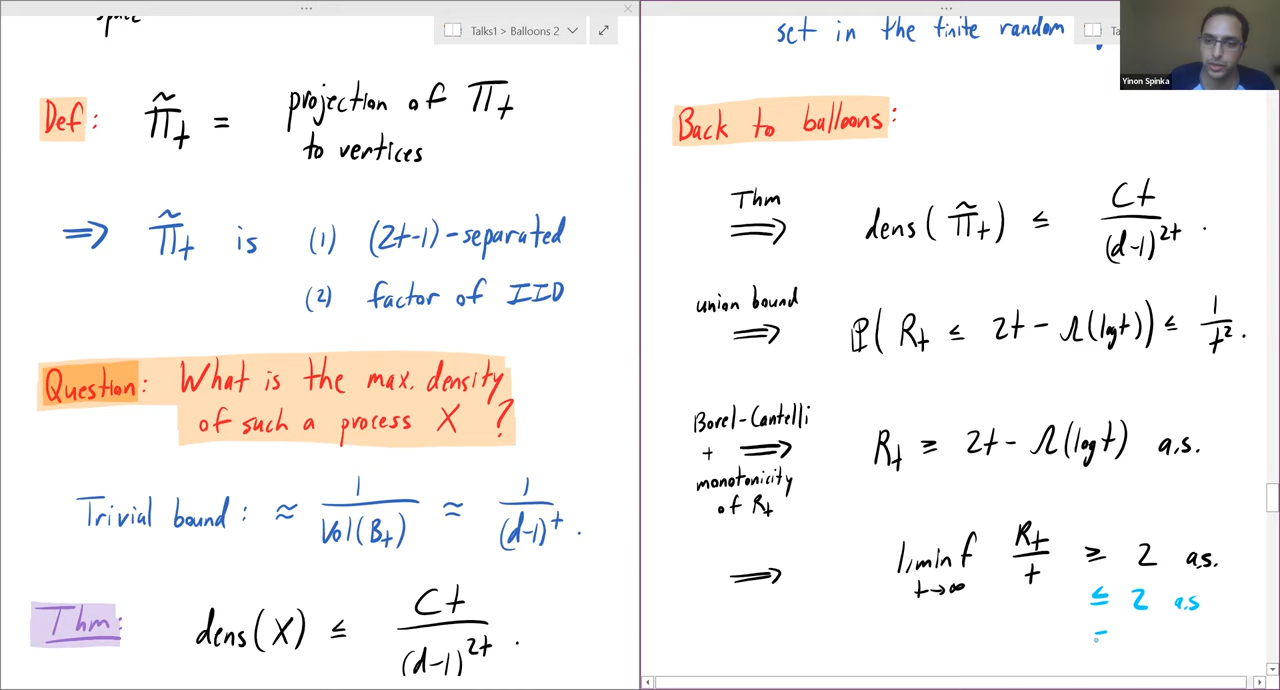 space
Talks1 > Balloons 2
Def: Π̃_t = projection of Π_t
to vertices
⇒ Π̃_t is (1) (2t-1)-separated
(2) factor of IID
Question: What is the max. density
of such a process X ?
Trivial bound: ≈ 1/Vol(B_t) ≈ 1/(d-1)^t .
Thm: dens(X) ≤ Ct/(d-1)^{2t} .
set in the finite random
Yinon Spinka
Back to balloons:
Thm ⇒ dens(Π̃_t) ≤ Ct/(d-1)^{2t} .
union bound ⇒ ℙ(R_t ≤ 2t - Ω(log t)) ≤ 1/t^2 .
Borel-Cantelli
+ ⇒ R_t ≥ 2t - Ω(log t) a.s.
monotonicity
of R_t
⇒ liminf_{t→∞} R_t/t ≥ 2 a.s.
≤ 2 a.s